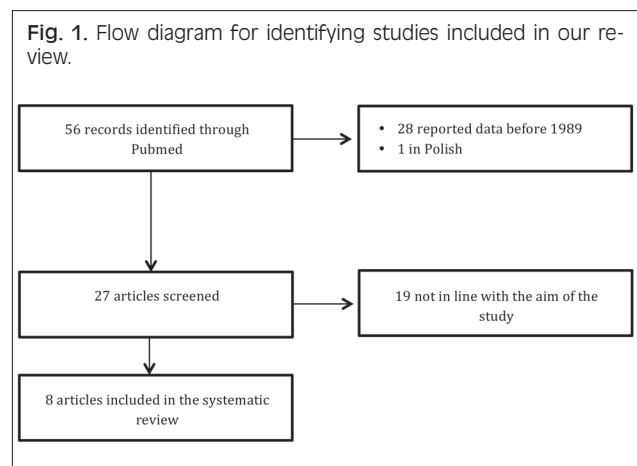 Fig. 1. Flow diagram for identifying studies included in our re-
view.
56 records identified through
Pubmed
• 28 reported data before 1989
• 1 in Polish
27 articles screened
19 not in line with the aim of the
study
8 articles included in the systematic
review